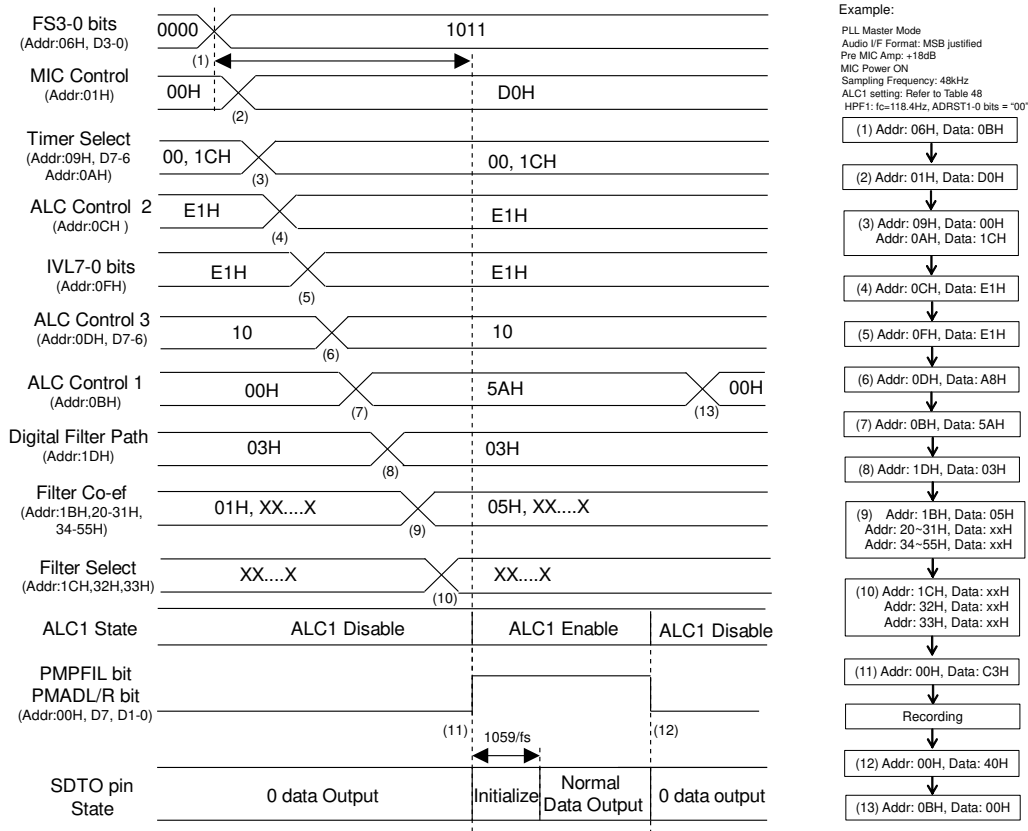 FS3-0 bits
(Addr:06H, D3-0)
0000
1011
(1)
MIC Control
(Addr:01H)
00H
D0H
(2)
Timer Select
(Addr:09H, D7-6
Addr:0AH)
00, 1CH
00, 1CH
(3)
ALC Control 2
(Addr:0CH )
E1H
E1H
(4)
IVL7-0 bits
(Addr:0FH)
E1H
E1H
(5)
ALC Control 3
(Addr:0DH, D7-6)
10
10
(6)
ALC Control 1
(Addr:0BH)
00H
5AH
00H
(7)
(13)
Digital Filter Path
(Addr:1DH)
03H
03H
(8)
Filter Co-ef
(Addr:1BH,20-31H,
34-55H)
01H, XX....X
05H, XX....X
(9)
Filter Select
(Addr:1CH,32H,33H)
XX....X
XX....X
(10)
ALC1 State
ALC1 Disable
ALC1 Enable
ALC1 Disable
PMPFIL bit
PMADL/R bit
(Addr:00H, D7, D1-0)
(11)
(12)
1059/fs
SDTO pin
State
0 data Output
Initialize
Normal
Data Output
0 data output
Example:
PLL Master Mode
Audio I/F Format: MSB justified
Pre MIC Amp: +18dB
MIC Power ON
Sampling Frequency: 48kHz
ALC1 setting: Refer to Table 48
HPF1: fc=118.4Hz, ADRST1-0 bits = “00”
(1) Addr: 06H, Data: 0BH
(2) Addr: 01H, Data: D0H
(3) Addr: 09H, Data: 00H
Addr: 0AH, Data: 1CH
(4) Addr: 0CH, Data: E1H
(5) Addr: 0FH, Data: E1H
(6) Addr: 0DH, Data: A8H
(7) Addr: 0BH, Data: 5AH
(8) Addr: 1DH, Data: 03H
(9) Addr: 1BH, Data: 05H
Addr: 20~31H, Data: xxH
Addr: 34~55H, Data: xxH
(10) Addr: 1CH, Data: xxH
Addr: 32H, Data: xxH
Addr: 33H, Data: xxH
(11) Addr: 00H, Data: C3H
Recording
(12) Addr: 00H, Data: 40H
(13) Addr: 0BH, Data: 00H